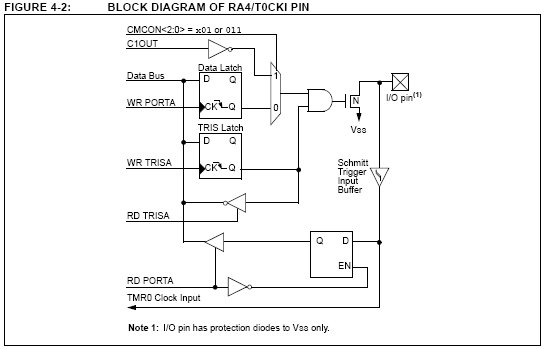 FIGURE 4-2: BLOCK DIAGRAM OF RA4/T0CKI PIN
CMCON<2:0> = x01 or 011
C1OUT
Data Bus
Data Latch
D Q
1
WR PORTA
CK Q
0
N
I/O pin(1)
Vss
TRIS Latch
D Q
WR TRISA
CK Q
Schmitt
Trigger
Input
Buffer
RD TRISA
Q D
EN
RD PORTA
TMR0 Clock Input
Note 1: I/O pin has protection diodes to Vss only.